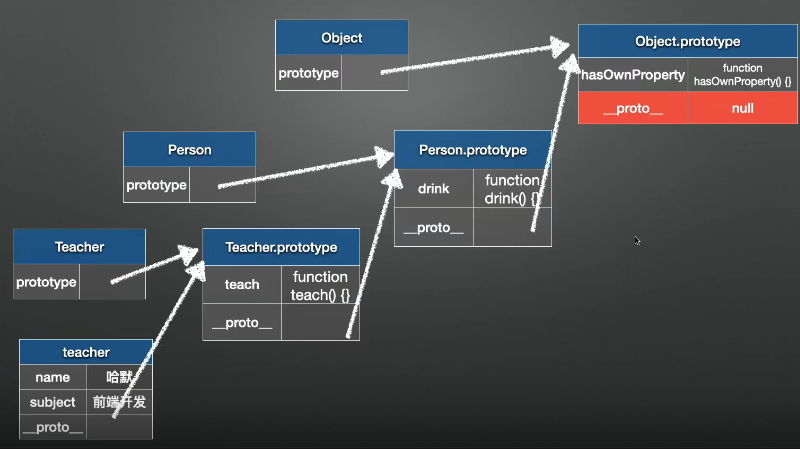 Object
prototype
Object.prototype
hasOwnProperty
function
hasOwnProperty() {}
__proto__
null
Person
prototype
Person.prototype
drink
function
drink() {}
__proto__
Teacher
prototype
Teacher.prototype
teach
function
teach() {}
__proto__
teacher
name
哈默
subject
前端开发
__proto__